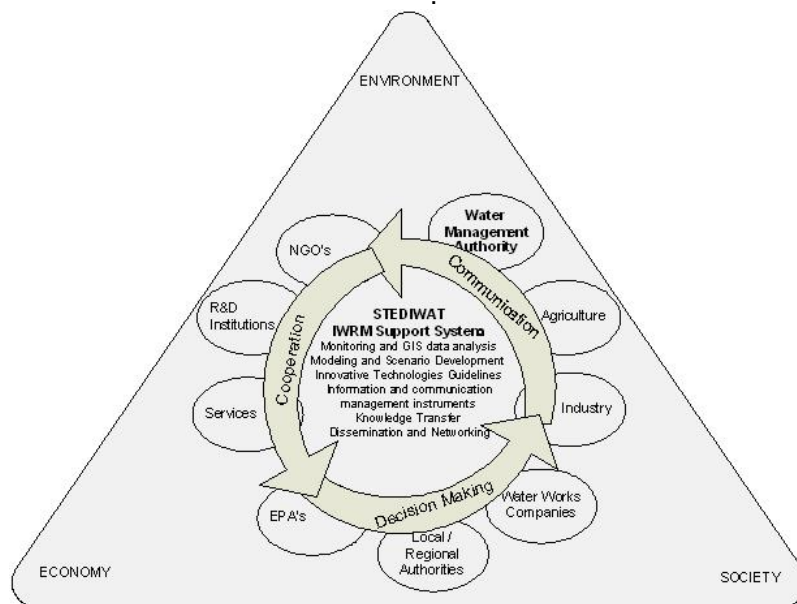 ENVIRONMENT
Water
Management
Authority
NGO's
Communication
R&D
Institutions
Agriculture
STEDIWAT
IWRM Support System
Monitoring and GIS data analysis
Modeling and Scenario Development
Innovative Technologies Guidelines
Information and communication
management instruments
Knowledge Transfer
Dissemination and Networking
Cooperation
Services
Industry
Decision Making
EPA's
Water Works
Companies
Local /
Regional
Authorities
ECONOMY
SOCIETY